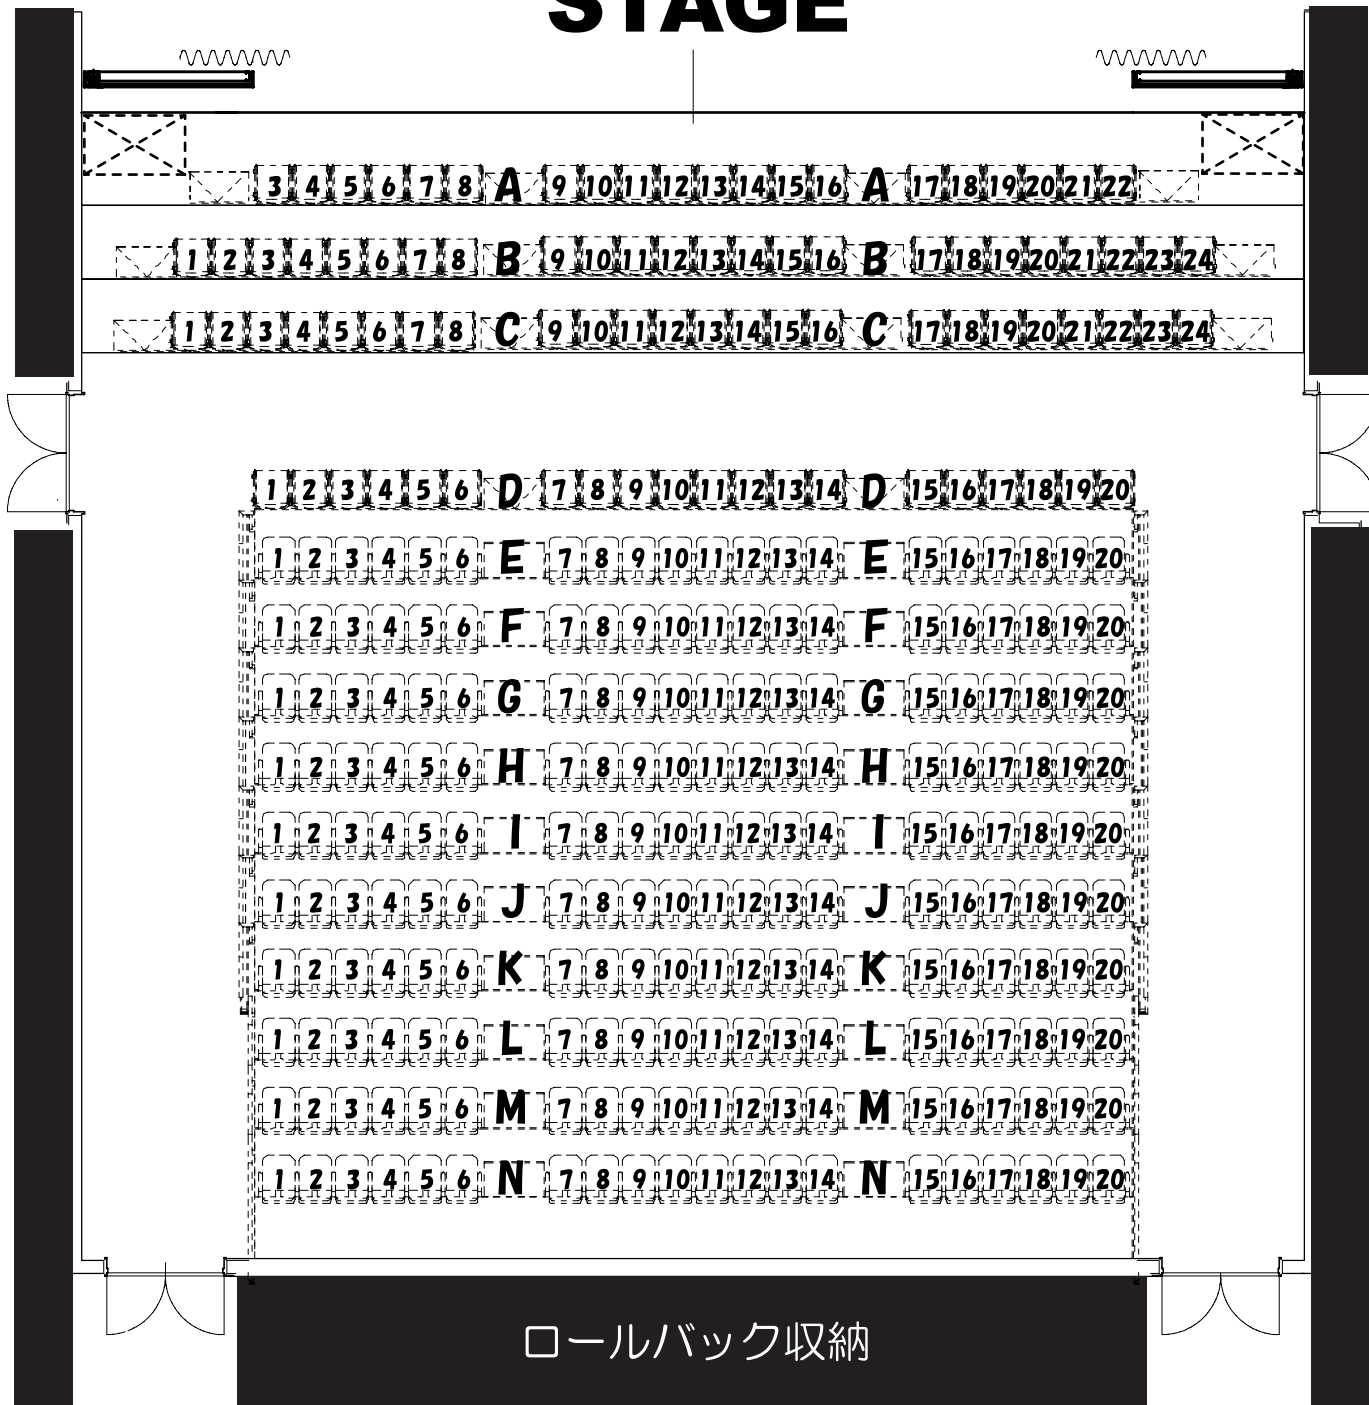 STAGE
3 4 5 6 7 8 A 9 10 11 12 13 14 15 16 A 17 18 19 20 21 22
1 2 3 4 5 6 7 8 B 9 10 11 12 13 14 15 16 B 17 18 19 20 21 22 23 24
1 2 3 4 5 6 7 8 C 9 10 11 12 13 14 15 16 C 17 18 19 20 21 22 23 24
1 2 3 4 5 6 D 7 8 9 10 11 12 13 14 D 15 16 17 18 19 20
1 2 3 4 5 6 E 7 8 9 10 11 12 13 14 E 15 16 17 18 19 20
1 2 3 4 5 6 F 7 8 9 10 11 12 13 14 F 15 16 17 18 19 20
1 2 3 4 5 6 G 7 8 9 10 11 12 13 14 G 15 16 17 18 19 20
1 2 3 4 5 6 H 7 8 9 10 11 12 13 14 H 15 16 17 18 19 20
1 2 3 4 5 6 I 7 8 9 10 11 12 13 14 I 15 16 17 18 19 20
1 2 3 4 5 6 J 7 8 9 10 11 12 13 14 J 15 16 17 18 19 20
1 2 3 4 5 6 K 7 8 9 10 11 12 13 14 K 15 16 17 18 19 20
1 2 3 4 5 6 L 7 8 9 10 11 12 13 14 L 15 16 17 18 19 20
1 2 3 4 5 6 M 7 8 9 10 11 12 13 14 M 15 16 17 18 19 20
1 2 3 4 5 6 N 7 8 9 10 11 12 13 14 N 15 16 17 18 19 20
ロールバック収納